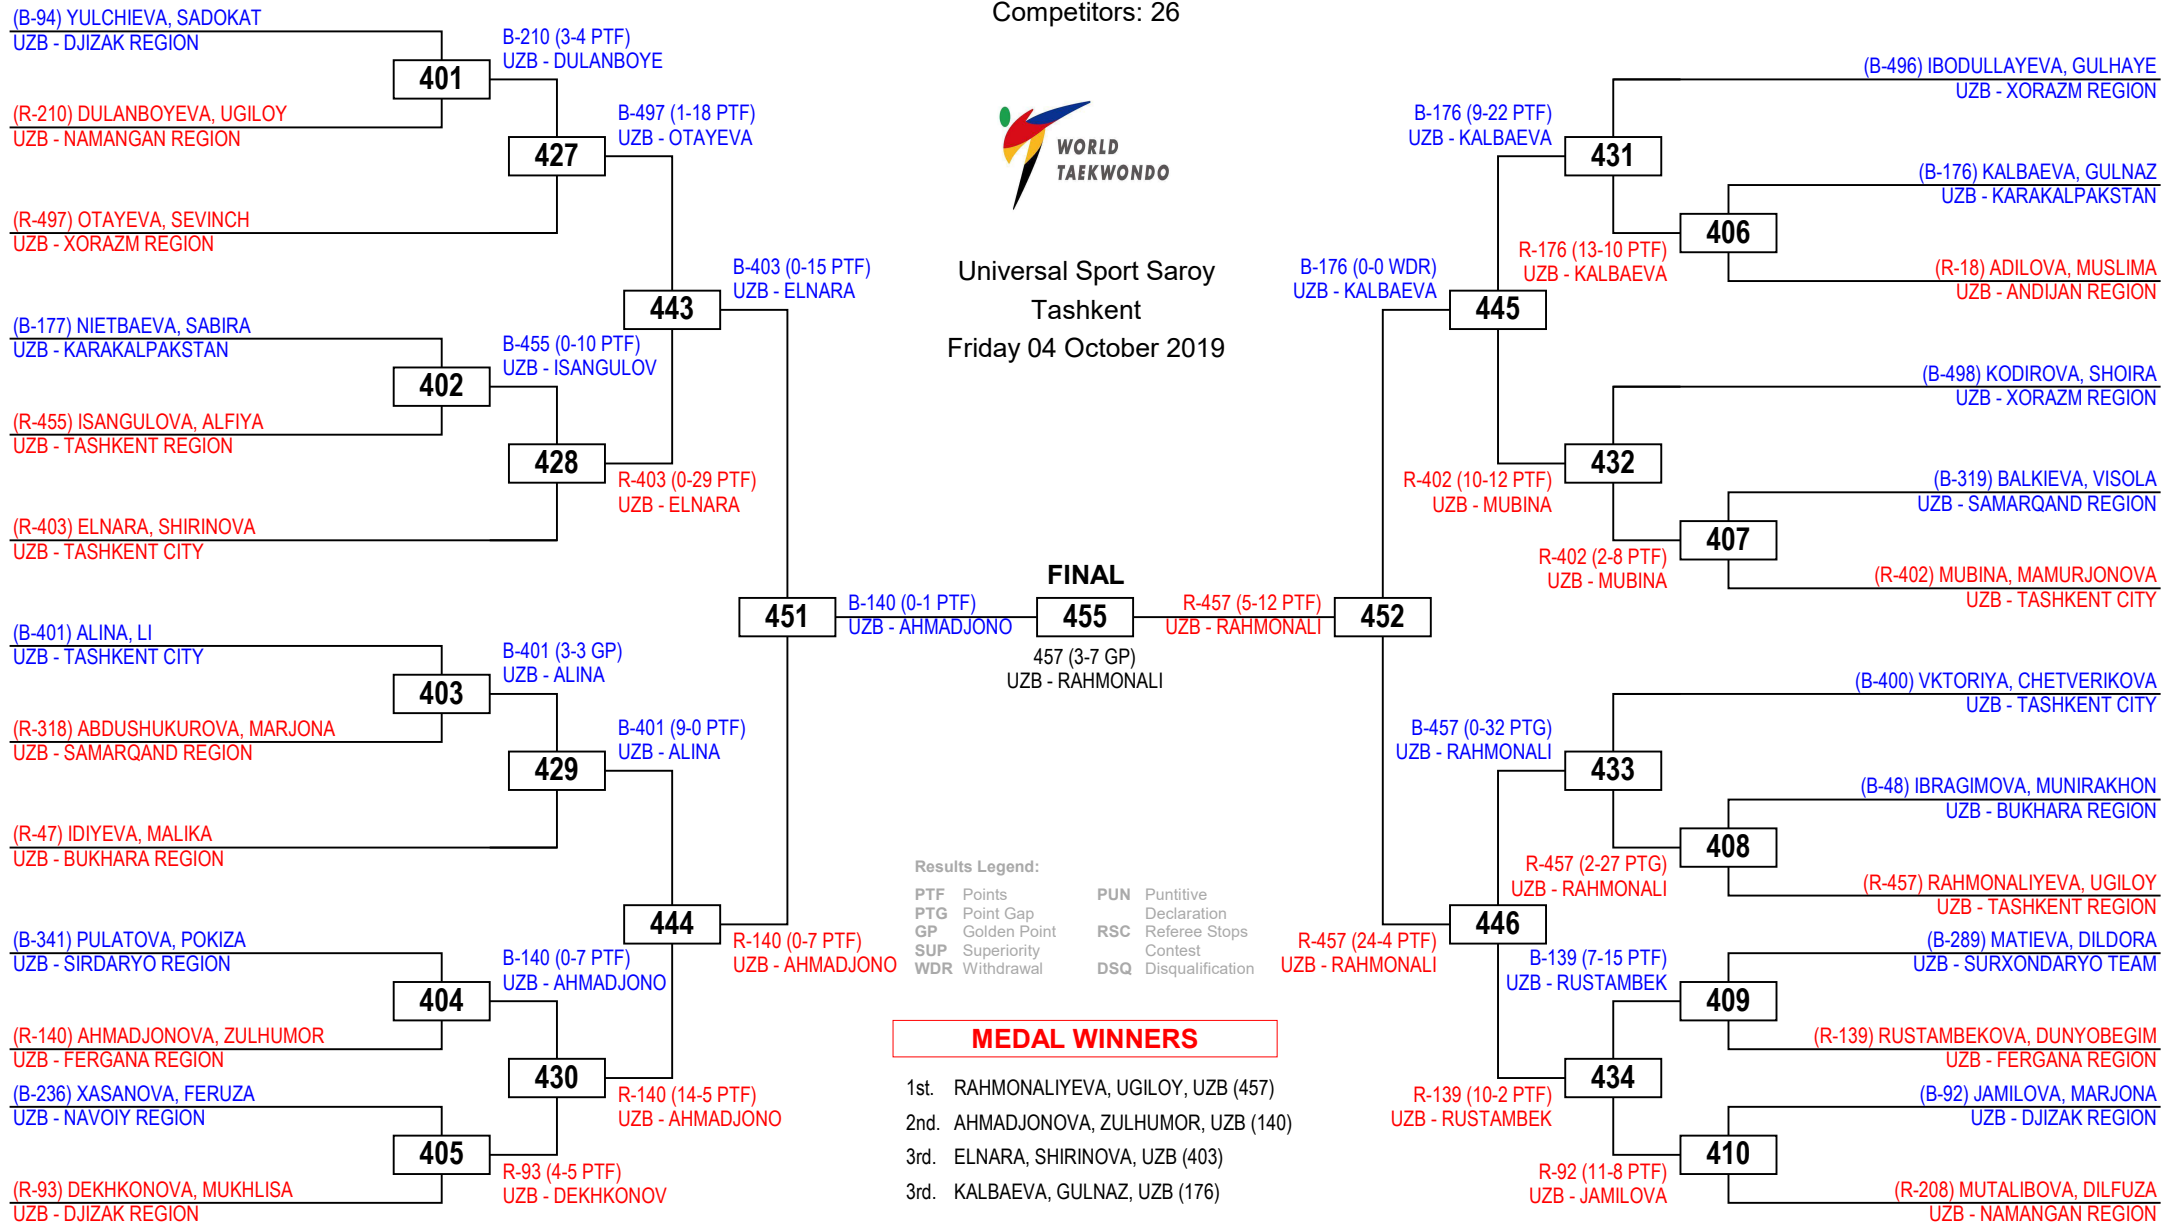 Competitors: 26
(B-94) YULCHIEVA, SADOKAT
UZB - DJIZAK REGION
401
(R-210) DULANBOYEVA, UGILOY
UZB - NAMANGAN REGION
B-210 (3-4 PTF)
UZB - DULANBOYE
427
(R-497) OTAYEVA, SEVINCH
UZB - XORAZM REGION
B-497 (1-18 PTF)
UZB - OTAYEVA
443
(B-177) NIETBAEVA, SABIRA
UZB - KARAKALPAKSTAN
402
(R-455) ISANGULOVA, ALFIYA
UZB - TASHKENT REGION
B-455 (0-10 PTF)
UZB - ISANGULOV
428
(R-403) ELNARA, SHIRINOVA
UZB - TASHKENT CITY
R-403 (0-29 PTF)
UZB - ELNARA
B-403 (0-15 PTF)
UZB - ELNARA
451
(B-401) ALINA, LI
UZB - TASHKENT CITY
403
(R-318) ABDUSHUKUROVA, MARJONA
UZB - SAMARQAND REGION
B-401 (3-3 GP)
UZB - ALINA
429
(R-47) IDIYEVA, MALIKA
UZB - BUKHARA REGION
B-401 (9-0 PTF)
UZB - ALINA
444
(B-341) PULATOVA, POKIZA
UZB - SIRDARYO REGION
404
(R-140) AHMADJONOVA, ZULHUMOR
UZB - FERGANA REGION
B-140 (0-7 PTF)
UZB - AHMADJONO
430
(B-236) XASANOVA, FERUZA
UZB - NAVOIY REGION
405
(R-93) DEKHKONOVA, MUKHLISA
UZB - DJIZAK REGION
R-93 (4-5 PTF)
UZB - DEKHKONOV
R-140 (14-5 PTF)
UZB - AHMADJONO
R-140 (0-7 PTF)
UZB - AHMADJONO
WORLD
TAEKWONDO
Universal Sport Saroy
Tashkent
Friday 04 October 2019
FINAL
B-140 (0-1 PTF)
UZB - AHMADJONO
455
R-457 (5-12 PTF)
UZB - RAHMONALI
457 (3-7 GP)
UZB - RAHMONALI
Results Legend:
PTF Points
PTG Point Gap
GP Golden Point
SUP Superiority
WDR Withdrawal
PUN Puntitive
Declaration
RSC Referee Stops
Contest
DSQ Disqualification
MEDAL WINNERS
1st. RAHMONALIYEVA, UGILOY, UZB (457)
2nd. AHMADJONOVA, ZULHUMOR, UZB (140)
3rd. ELNARA, SHIRINOVA, UZB (403)
3rd. KALBAEVA, GULNAZ, UZB (176)
452
B-176 (0-0 WDR)
UZB - KALBAEVA
445
B-176 (9-22 PTF)
UZB - KALBAEVA
431
(B-496) IBODULLAYEVA, GULHAYE
UZB - XORAZM REGION
R-176 (13-10 PTF)
UZB - KALBAEVA
406
(B-176) KALBAEVA, GULNAZ
UZB - KARAKALPAKSTAN
(R-18) ADILOVA, MUSLIMA
UZB - ANDIJAN REGION
R-402 (10-12 PTF)
UZB - MUBINA
432
(B-498) KODIROVA, SHOIRA
UZB - XORAZM REGION
R-402 (2-8 PTF)
UZB - MUBINA
407
(B-319) BALKIEVA, VISOLA
UZB - SAMARQAND REGION
(R-402) MUBINA, MAMURJONOVA
UZB - TASHKENT CITY
R-457 (24-4 PTF)
UZB - RAHMONALI
446
B-457 (0-32 PTG)
UZB - RAHMONALI
433
(B-400) VKTORIYA, CHETVERIKOVA
UZB - TASHKENT CITY
R-457 (2-27 PTG)
UZB - RAHMONALI
408
(B-48) IBRAGIMOVA, MUNIRAKHON
UZB - BUKHARA REGION
(R-457) RAHMONALIYEVA, UGILOY
UZB - TASHKENT REGION
R-139 (10-2 PTF)
UZB - RUSTAMBEK
434
B-139 (7-15 PTF)
UZB - RUSTAMBEK
409
(B-289) MATIEVA, DILDORA
UZB - SURXONDARYO TEAM
(R-139) RUSTAMBEKOVA, DUNYOBEGIM
UZB - FERGANA REGION
R-92 (11-8 PTF)
UZB - JAMILOVA
410
(B-92) JAMILOVA, MARJONA
UZB - DJIZAK REGION
(R-208) MUTALIBOVA, DILFUZA
UZB - NAMANGAN REGION